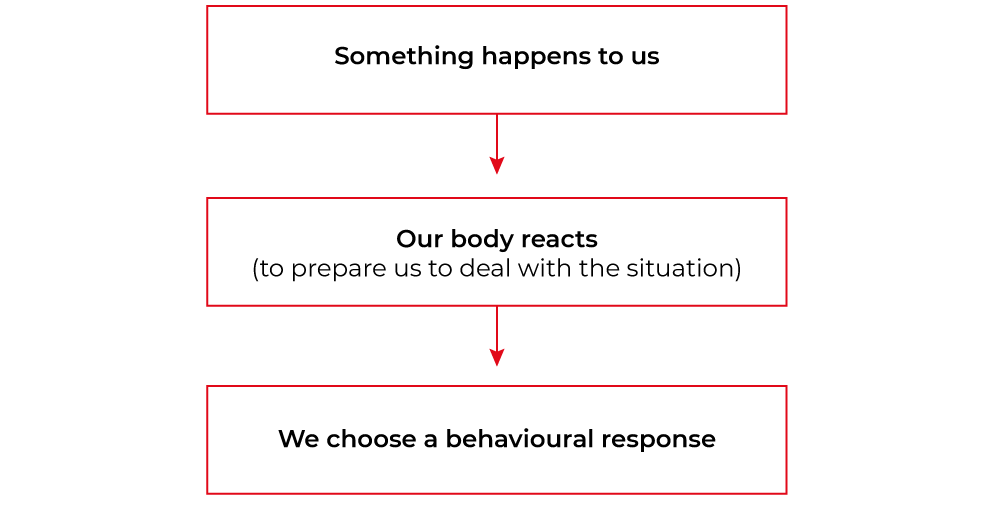 Something happens to us
Our body reacts
(to prepare us to deal with the situation)
We choose a behavioural response